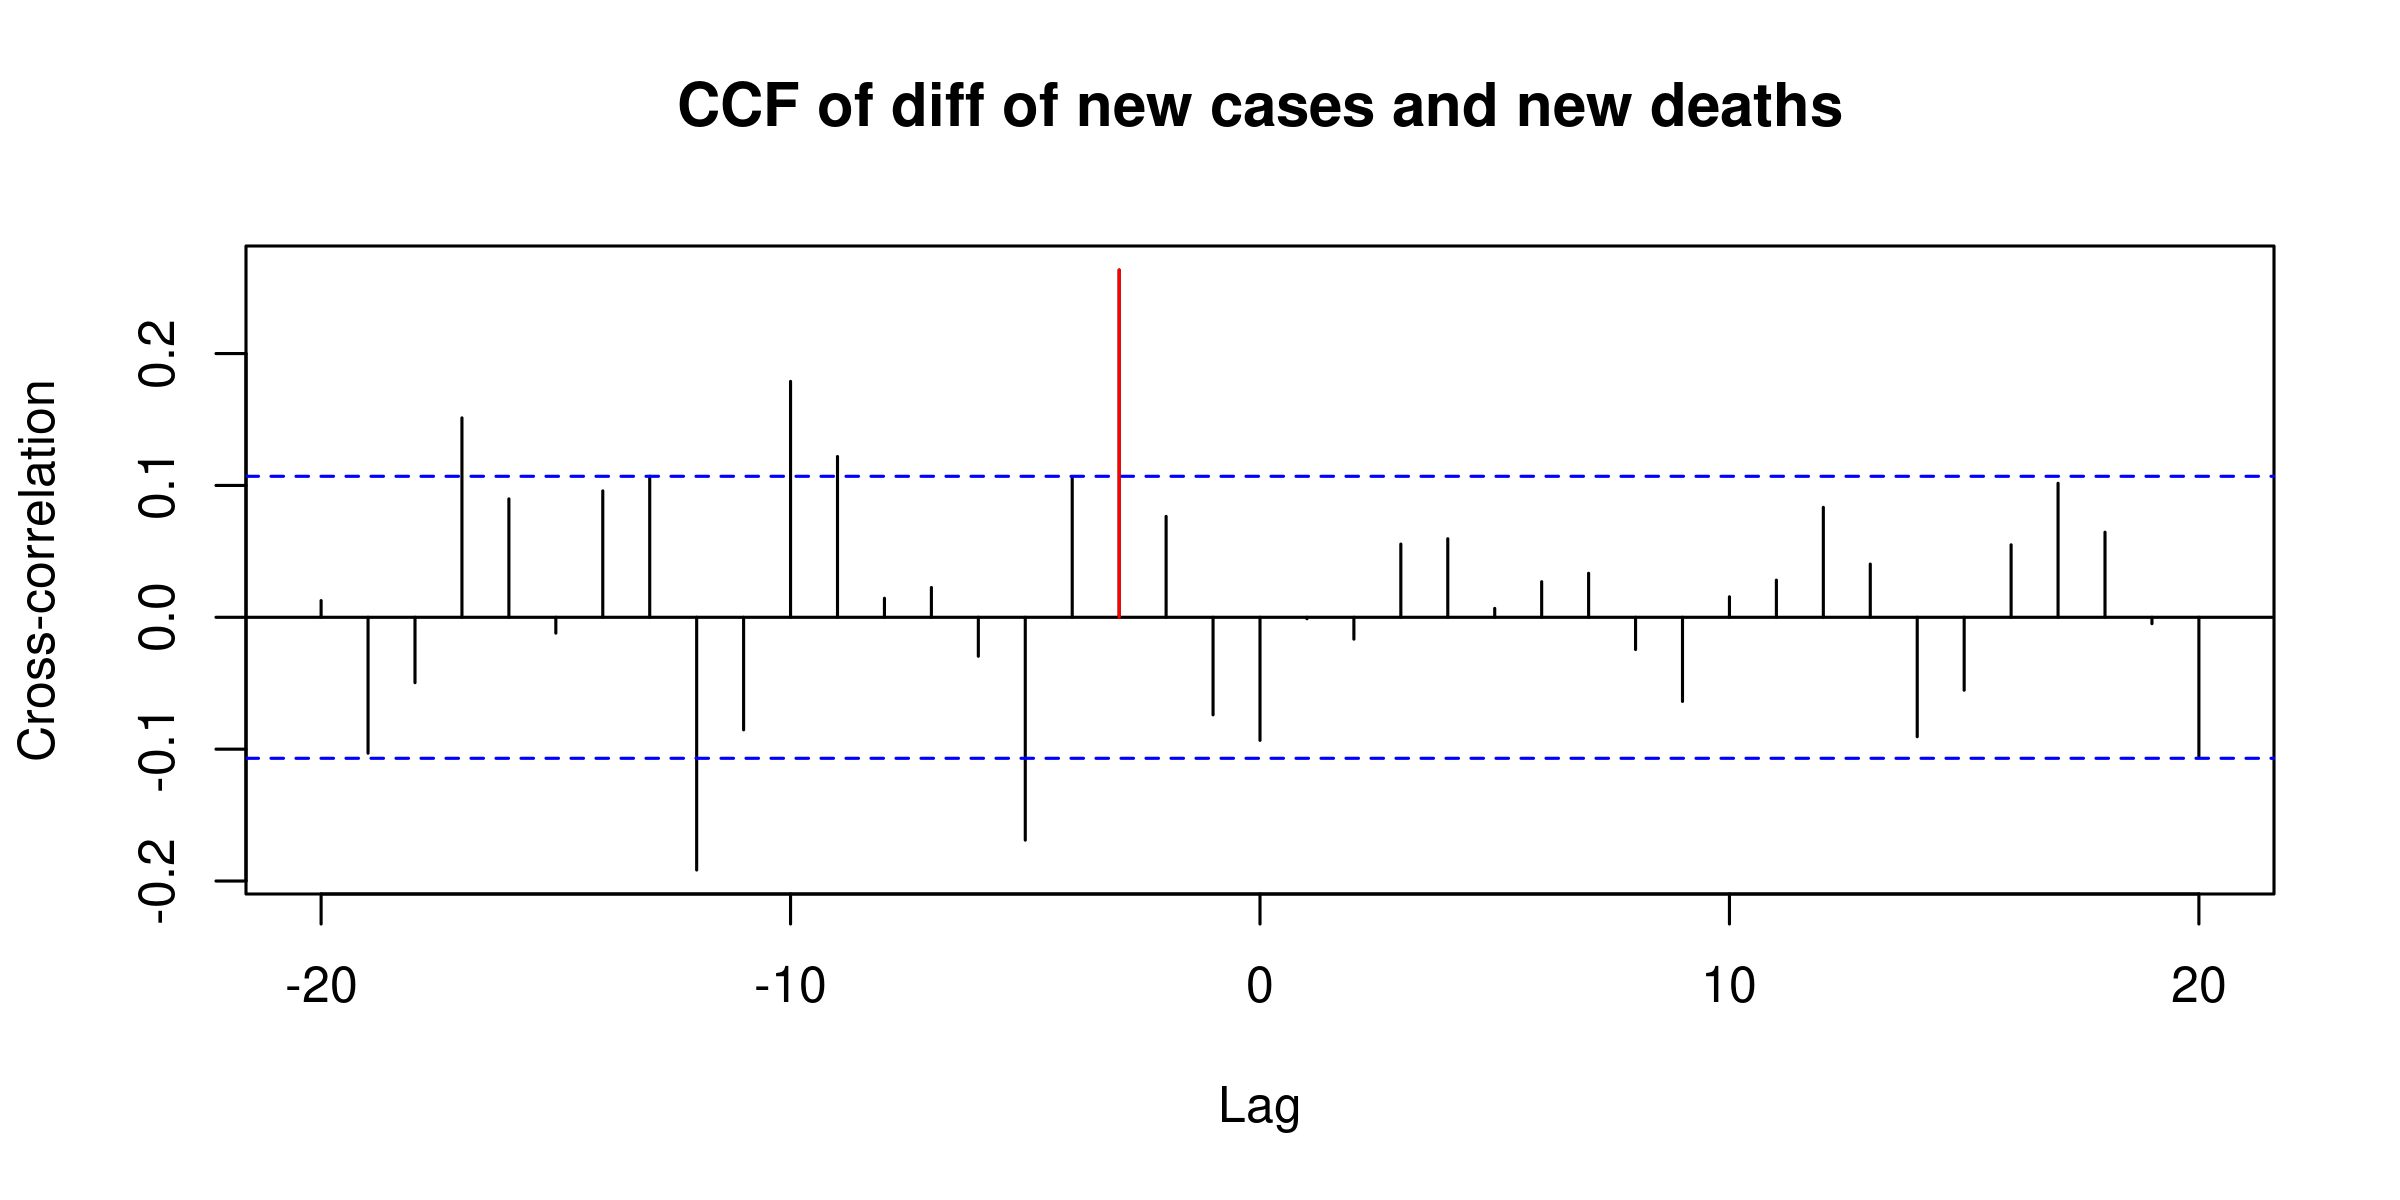 CCF of diff of new cases and new deaths
Cross-correlation
0.2
0.1
0.0
-0.1
-0.2
-20 -10 0 10 20
Lag